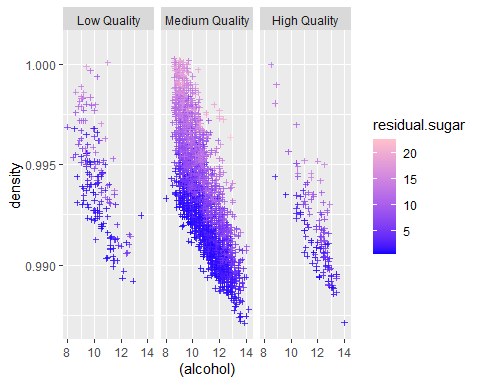 Low Quality Medium Quality High Quality
1.000
0.995
0.990
density
8 10 12 14 8 10 12 14 8 10 12 14
(alcohol)
residual.sugar
20
15
10
5